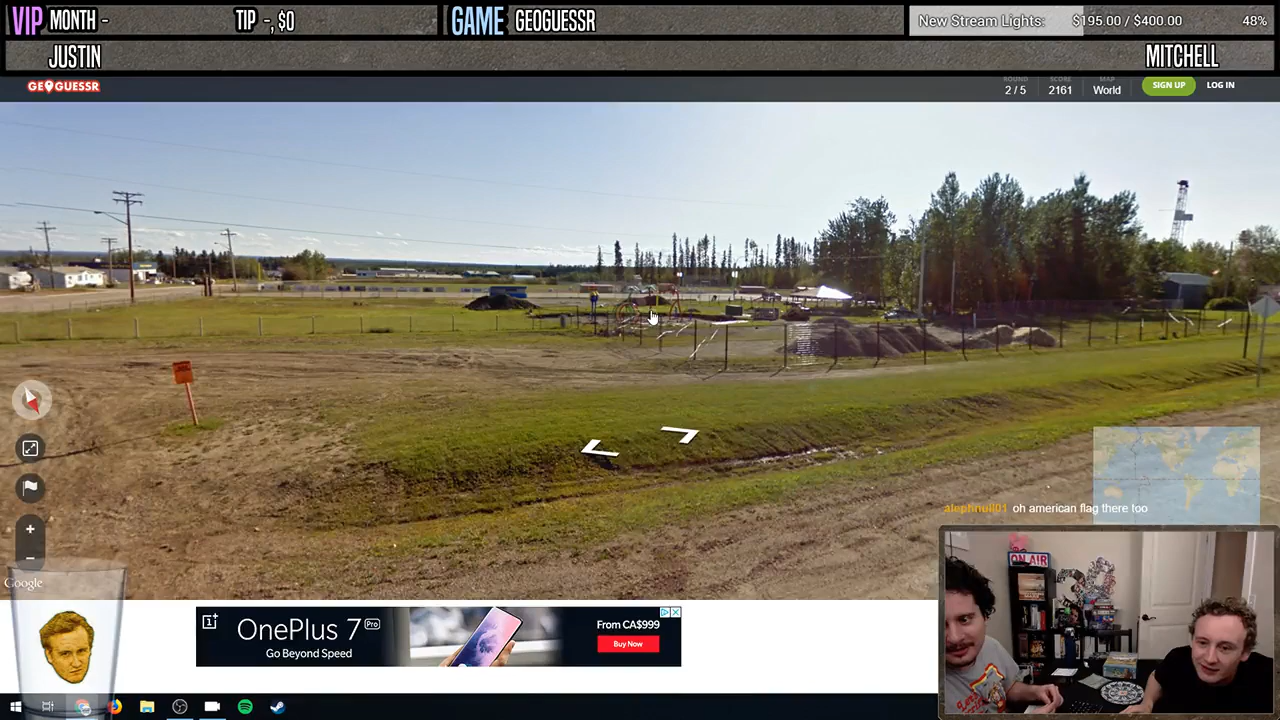 VIP MONTH -
TIP -, $0
GAME GEOGUESSR
New Stream Lights: $195.00 / $400.00 48%
JUSTIN
MITCHELL
GEOGUESSR
ROUND
2 / 5
SCORE
2161
MAP
World
SIGN UP
LOG IN
alephnull01 oh american flag there too
ON AIR
Google
OnePlus 7 Pro
Go Beyond Speed
From CA$999
Buy Now